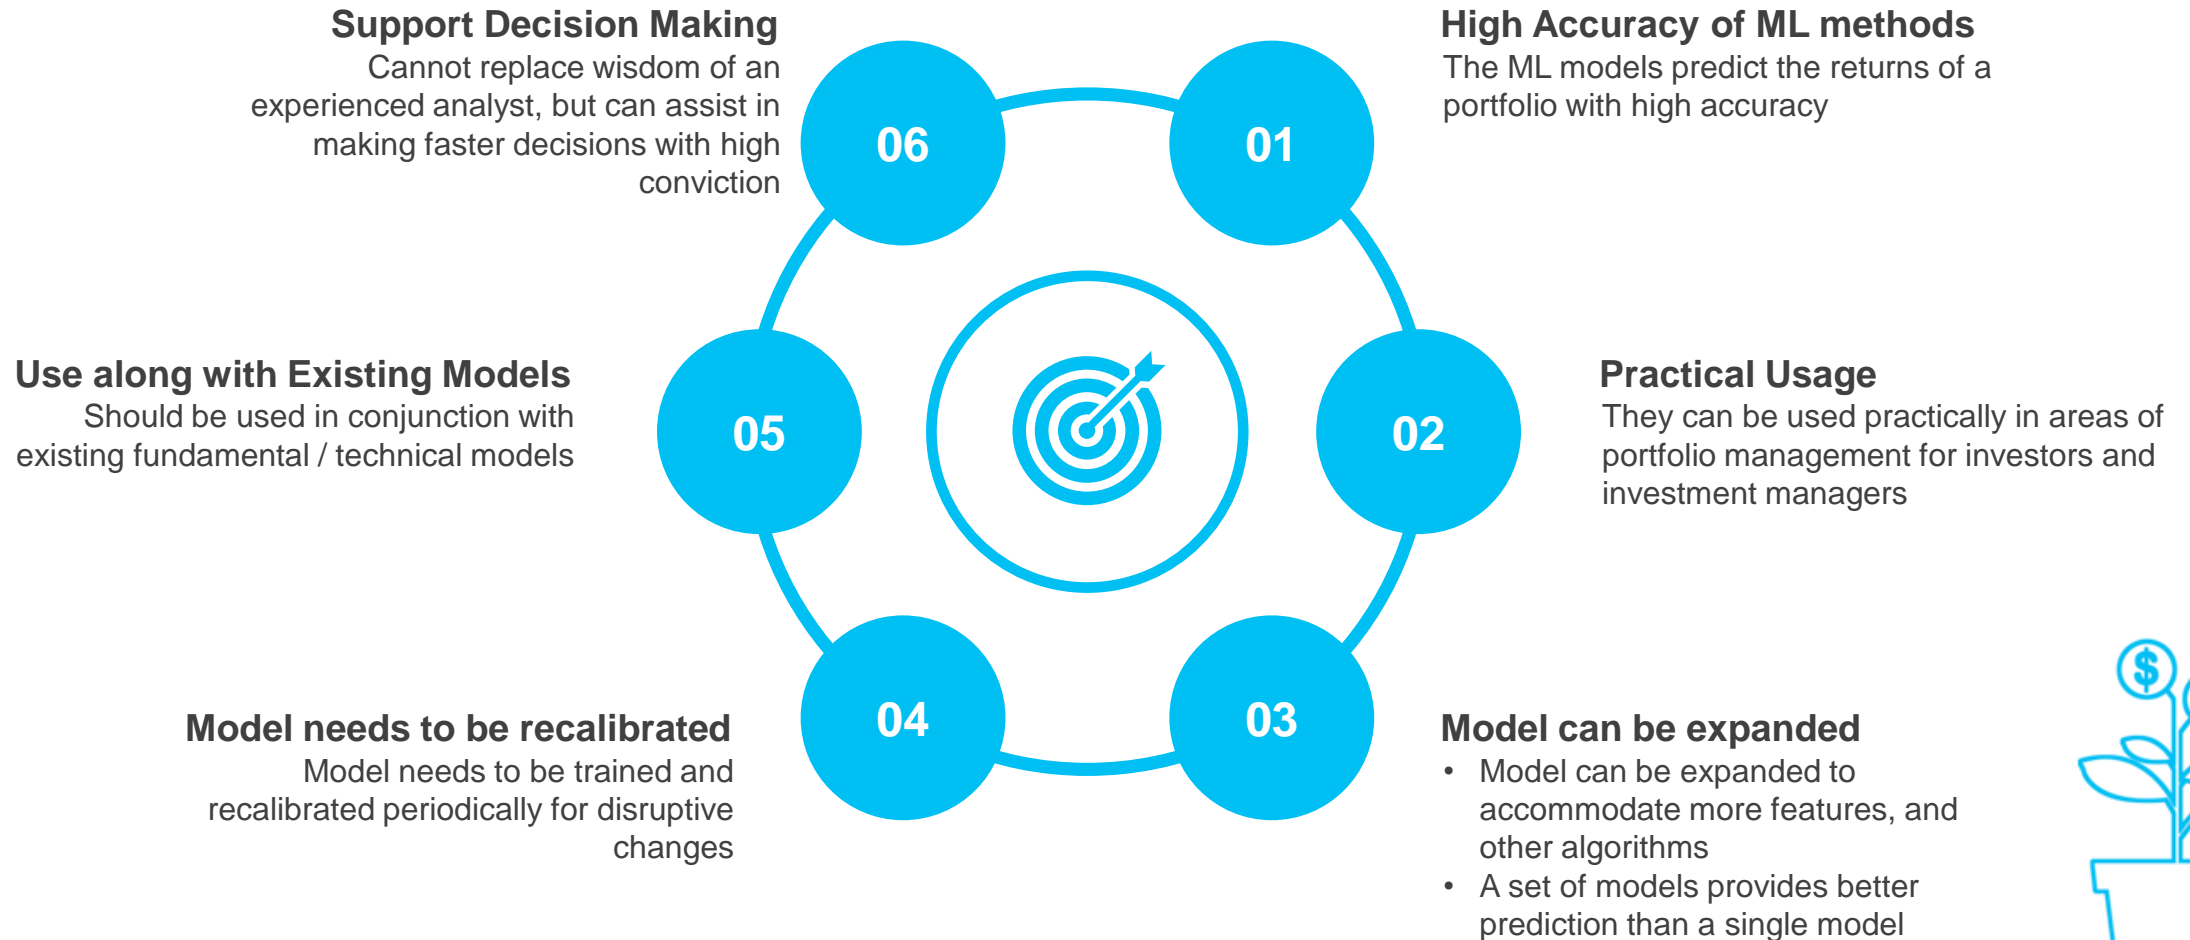 Support Decision Making
Cannot replace wisdom of an
experienced analyst, but can assist in
making faster decisions with high
conviction
06
High Accuracy of ML methods
The ML models predict the returns of a
portfolio with high accuracy
01
Use along with Existing Models
Should be used in conjunction with
existing fundamental / technical models
05
Practical Usage
They can be used practically in areas of
portfolio management for investors and
investment managers
02
Model needs to be recalibrated
Model needs to be trained and
recalibrated periodically for disruptive
changes
04
Model can be expanded
• Model can be expanded to
accommodate more features, and
other algorithms
• A set of models provides better
prediction than a single model
03
$